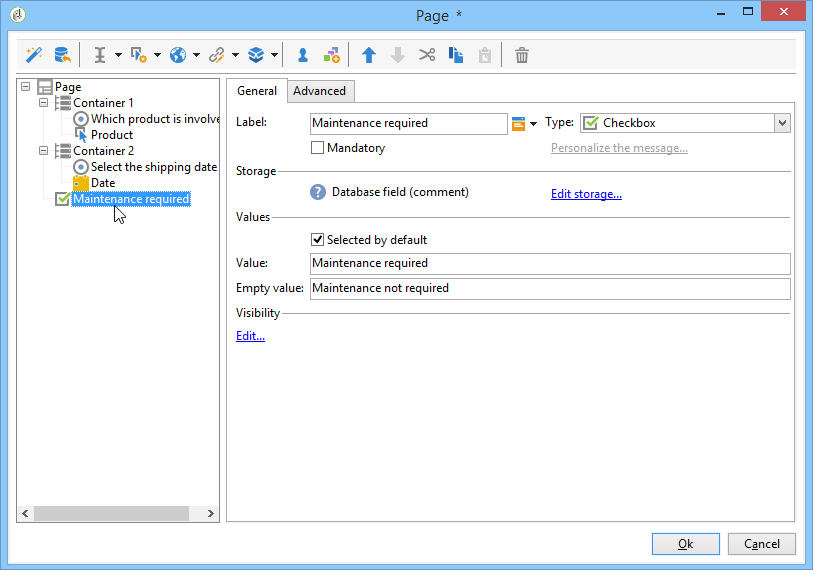 Page *
Page
Container 1
Which product is involve
Product
Container 2
Select the shipping date
Date
Maintenance required
General
Advanced
Label:
Maintenance required
Type:
Checkbox
Mandatory
Personalize the message...
Storage
Database field (comment)
Edit storage...
Values
Selected by default
Value:
Maintenance required
Empty value:
Maintenance not required
Visibility
Edit...
Ok
Cancel